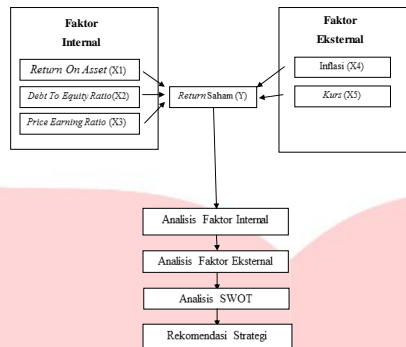 Faktor
Internal
Return On Asset (X1)
Debt To Equity Ratio(X2)
Price Earning Ratio (X3)
Return Saham (Y)
Faktor
Eksternal
Inflasi (X4)
Kurs (X5)
Analisis Faktor Internal
Analisis Faktor Eksternal
Analisis SWOT
Rekomendasi Strategi